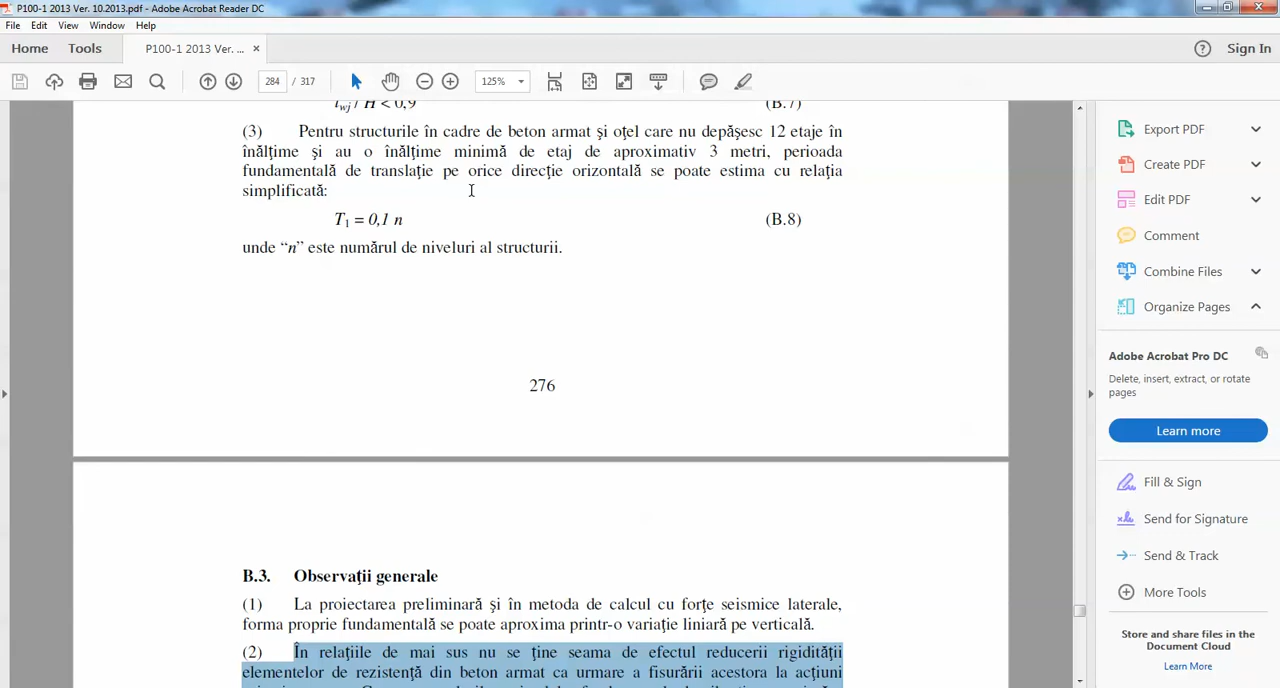 P100-1 2013 Ver. 10.2013.pdf - Adobe Acrobat Reader DC
File Edit View Window Help
Home Tools P100-1 2013 Ver. ... × ? Sign In
284 / 317 125%
/ H < 0,9 (B.7)
(3) Pentru structurile în cadre de beton armat şi oţel care nu depăşesc 12 etaje în
înălţime şi au o înălţime minimă de etaj de aproximativ 3 metri, perioada
fundamentală de translaţie pe orice direcţie orizontală se poate estima cu relaţia
simplificată:
T1 = 0,1 n (B.8)
unde “n” este numărul de niveluri al structurii.
276
B.3. Observaţii generale
(1) La proiectarea preliminară şi în metoda de calcul cu forţe seismice laterale,
forma proprie fundamentală se poate aproxima printr-o variaţie liniară pe verticală.
(2) În relaţiile de mai sus nu se ţine seama de efectul reducerii rigidităţii
elementelor de rezistenţă din beton armat ca urmare a fisurării acestora la acţiuni
Export PDF
Create PDF
Edit PDF
Comment
Combine Files
Organize Pages
Adobe Acrobat Pro DC
Delete, insert, extract, or rotate
pages
Learn more
Fill & Sign
Send for Signature
Send & Track
More Tools
Store and share files in the
Document Cloud
Learn More